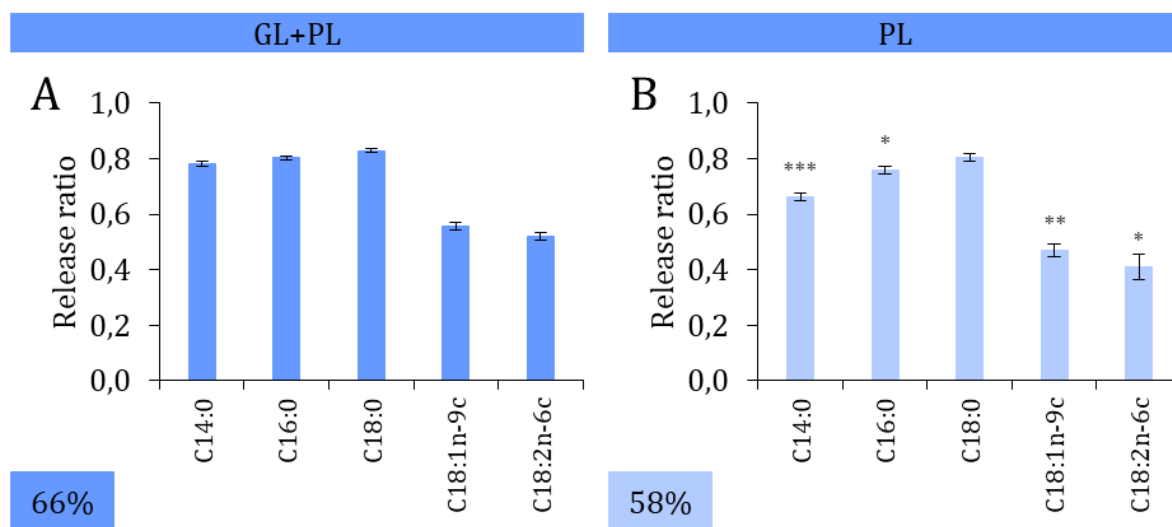 GL+PL
A
Release ratio
1,0
0,8
0,6
0,4
0,2
0,0
C14:0
C16:0
C18:0
C18:1n-9c
C18:2n-6c
66%
PL
B
Release ratio
1,0
0,8
0,6
0,4
0,2
0,0
***
*
**
*
C14:0
C16:0
C18:0
C18:1n-9c
C18:2n-6c
58%